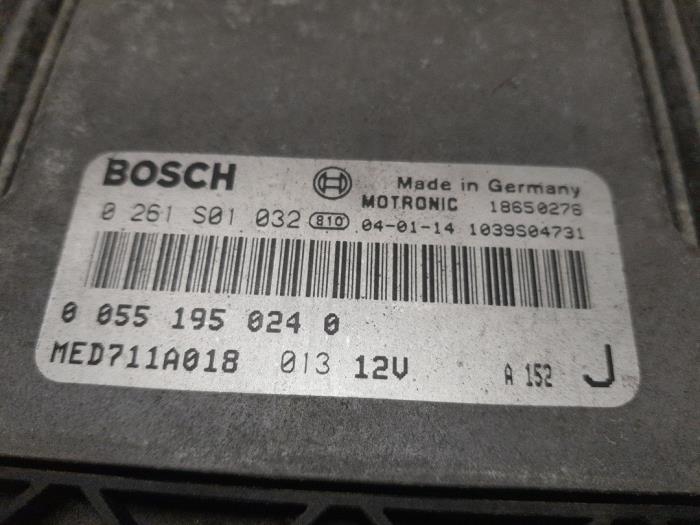 BOSCH Made in Germany
MOTRONIC 18650276
0 261 S01 032 810 04-01-14 1039S04731
0 055 195 024 0
MED711A018 013 12V A 152 J